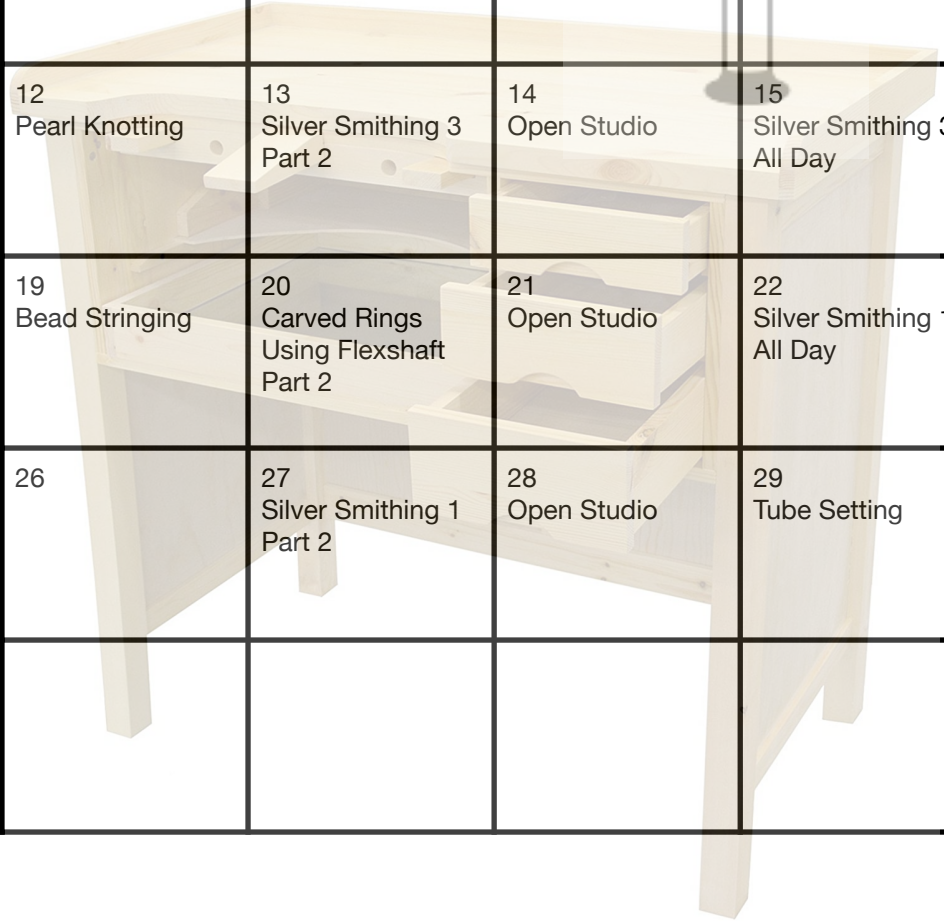 12
Pearl Knotting
13
Silver Smithing 3
Part 2
14
Open Studio
15
Silver Smithing 3
All Day
19
Bead Stringing
20
Carved Rings
Using Flexshaft
Part 2
21
Open Studio
22
Silver Smithing 1
All Day
26
27
Silver Smithing 1
Part 2
28
Open Studio
29
Tube Setting